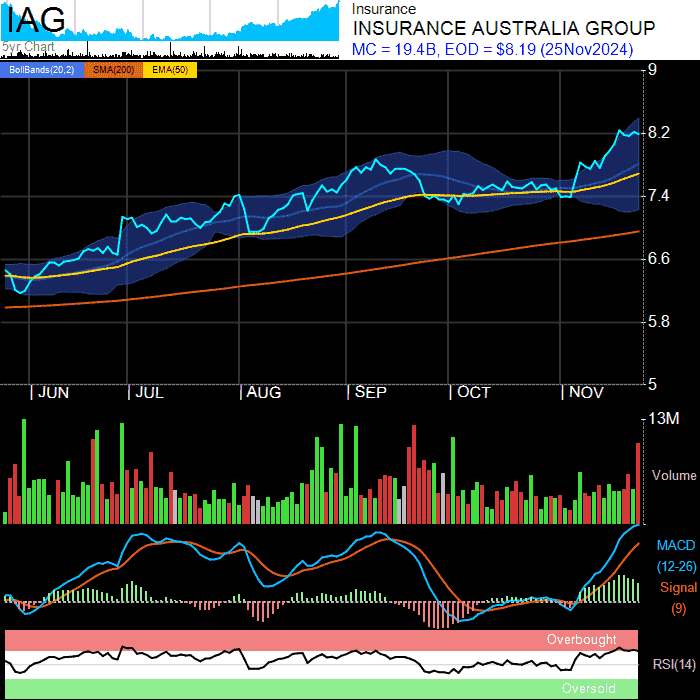 IAG
5yr Chart
Insurance
INSURANCE AUSTRALIA GROUP
MC = 19.4B, EOD = $8.19 (25Nov2024)
BollBands(20,2) SMA(200) EMA(50)
9
8.2
7.4
6.6
5.8
5
JUN JUL AUG SEP OCT NOV
13M
Volume
MACD
(12-26)
Signal
(9)
Overbought
RSI(14)
Oversold